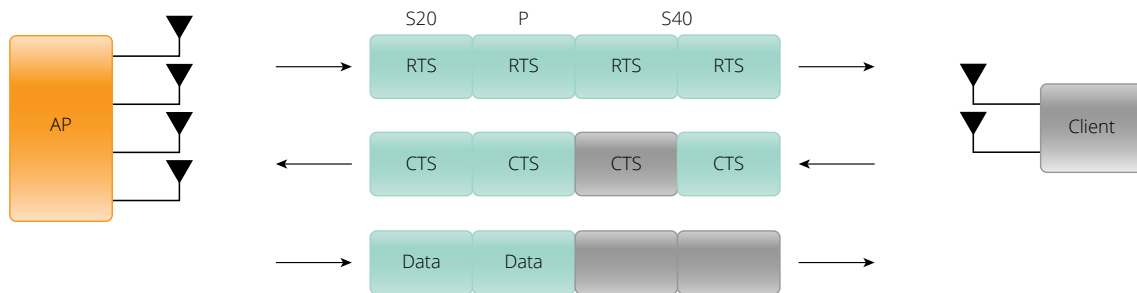 S20 P S40
RTS RTS RTS RTS
AP
Client
CTS CTS CTS CTS
Data Data